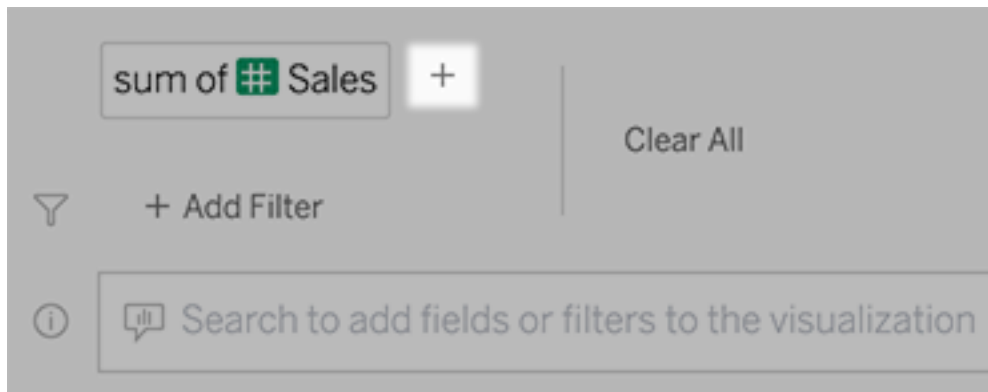 sum of # Sales +
Clear All
+ Add Filter
Search to add fields or filters to the visualization